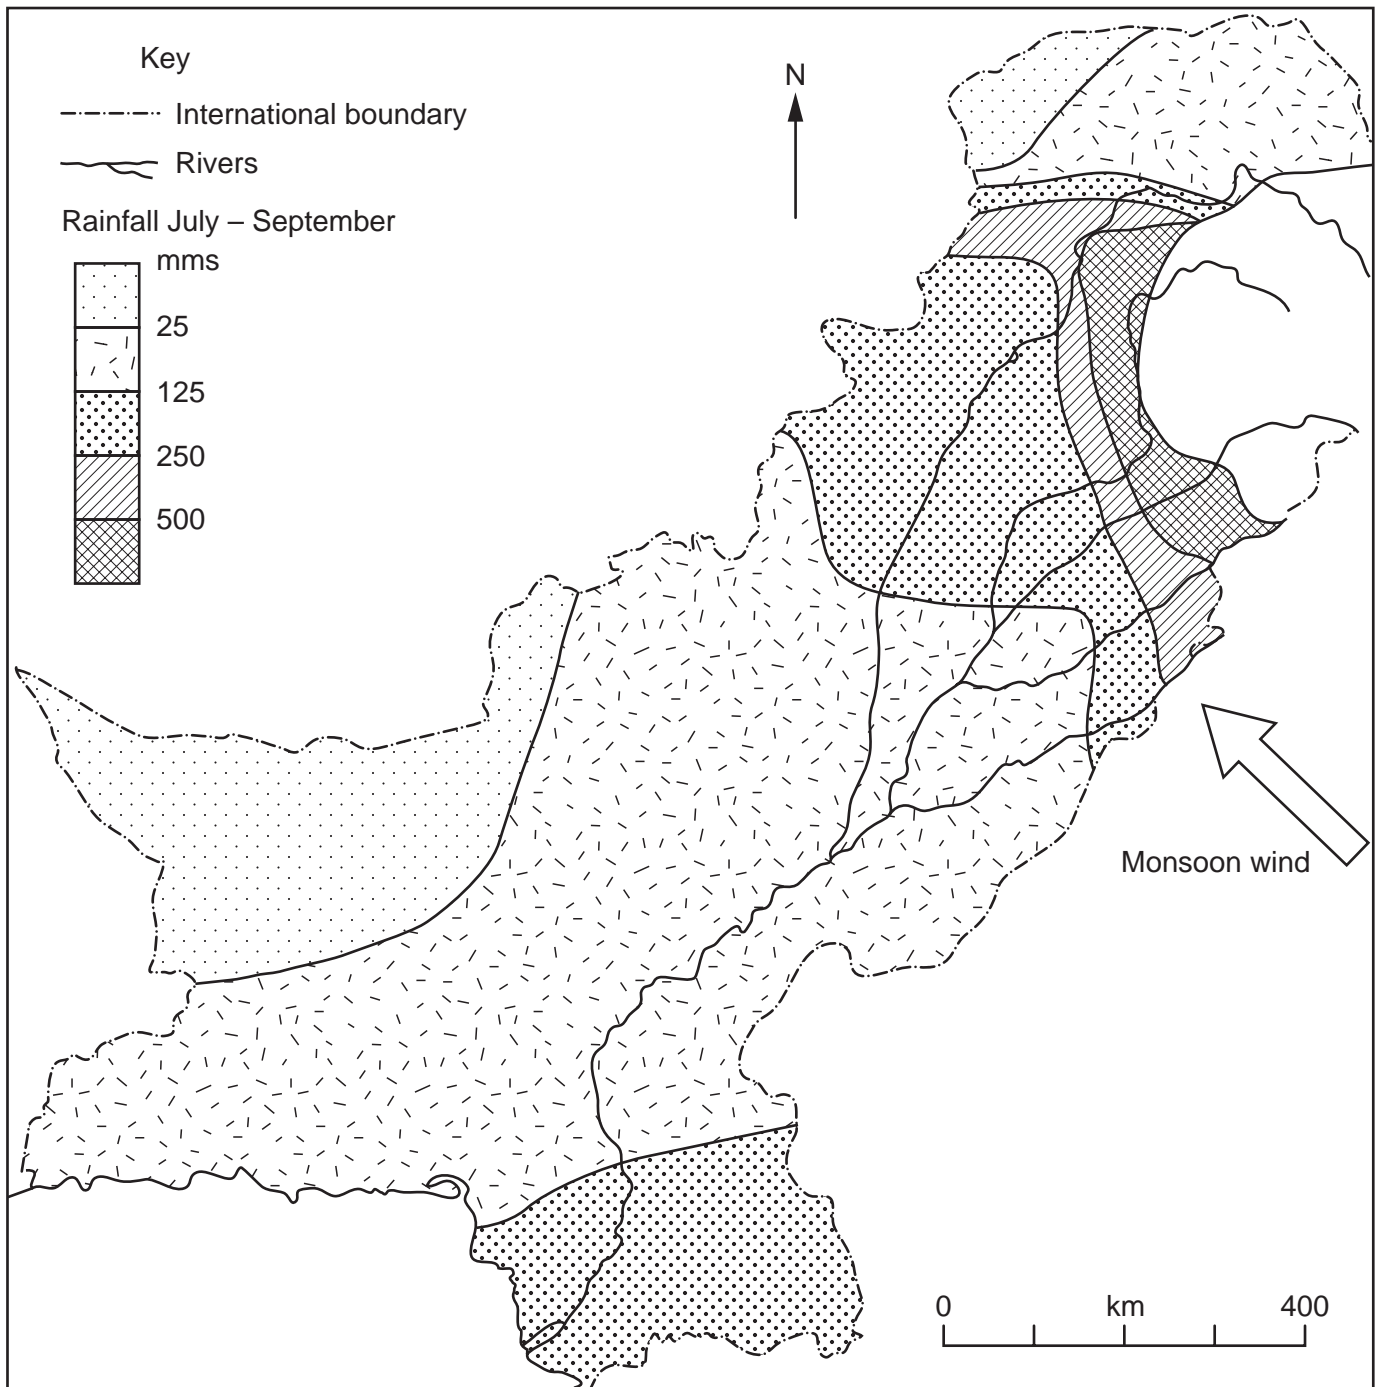 Key
International boundary
Rivers
Rainfall July – September
mms
25
125
250
500
N
Monsoon wind
0 km 400